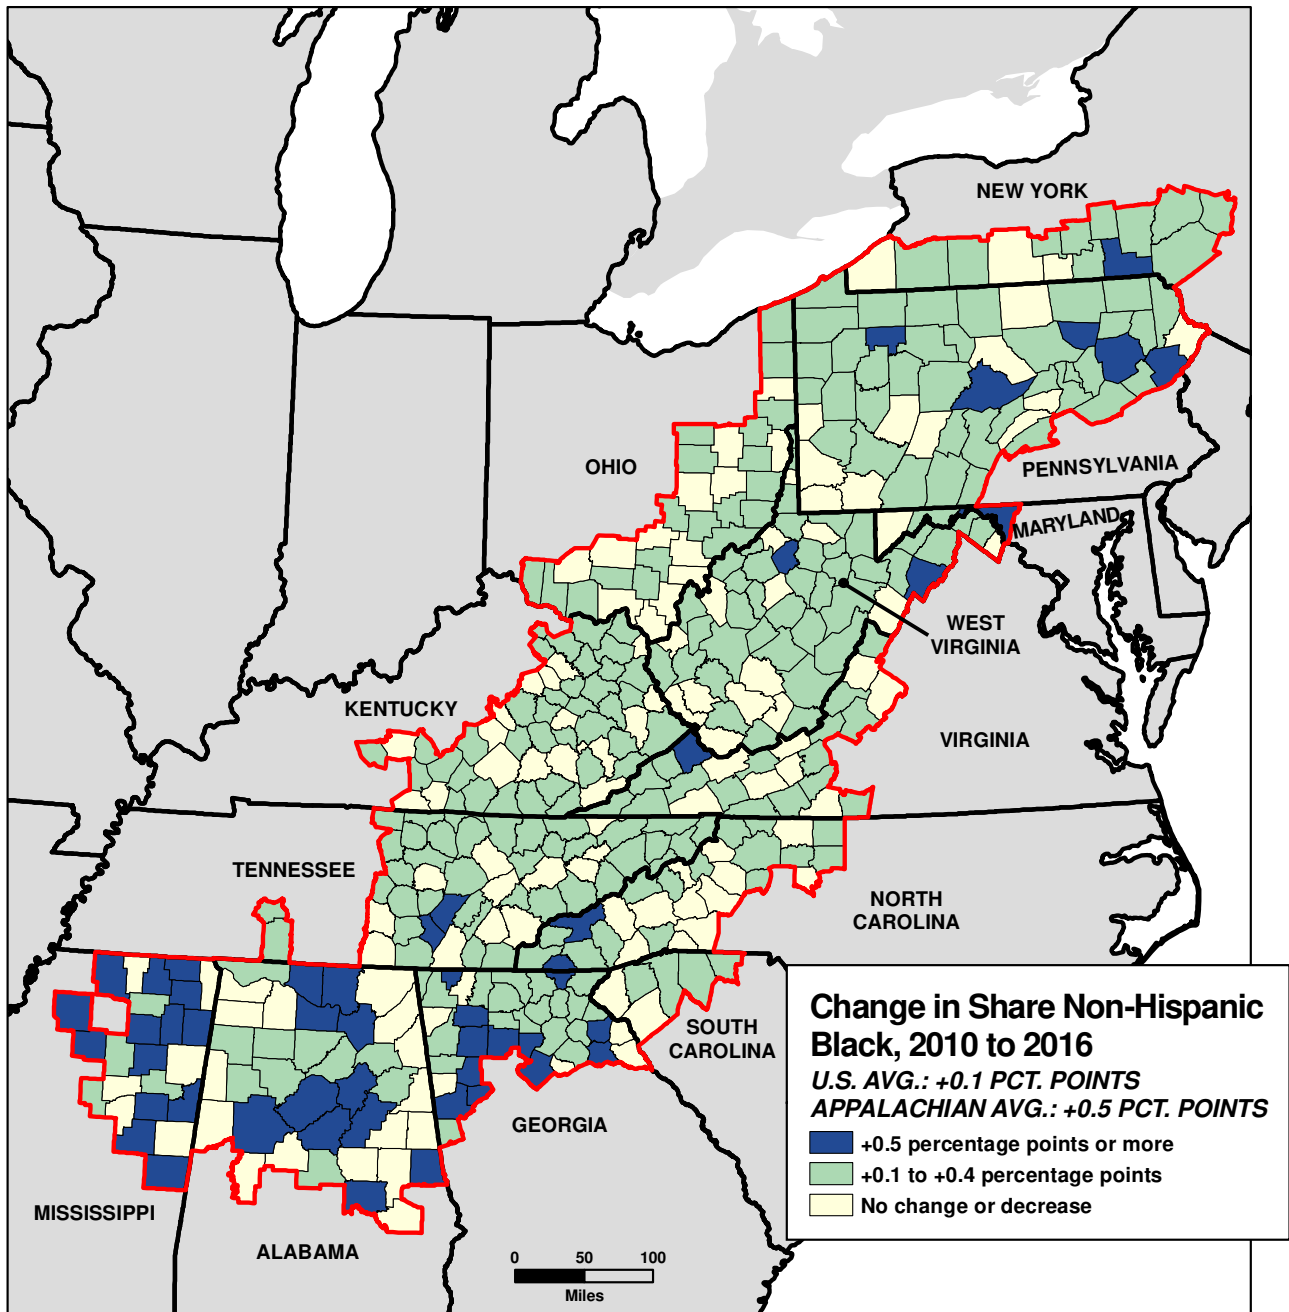 NEW YORK
OHIO
PENNSYLVANIA
MARYLAND
WEST
VIRGINIA
KENTUCKY
VIRGINIA
TENNESSEE
NORTH
CAROLINA
SOUTH
CAROLINA
GEORGIA
MISSISSIPPI
ALABAMA
Change in Share Non-Hispanic
Black, 2010 to 2016
U.S. AVG.: +0.1 PCT. POINTS
APPALACHIAN AVG.: +0.5 PCT. POINTS
+0.5 percentage points or more
+0.1 to +0.4 percentage points
No change or decrease
0 50 100
Miles